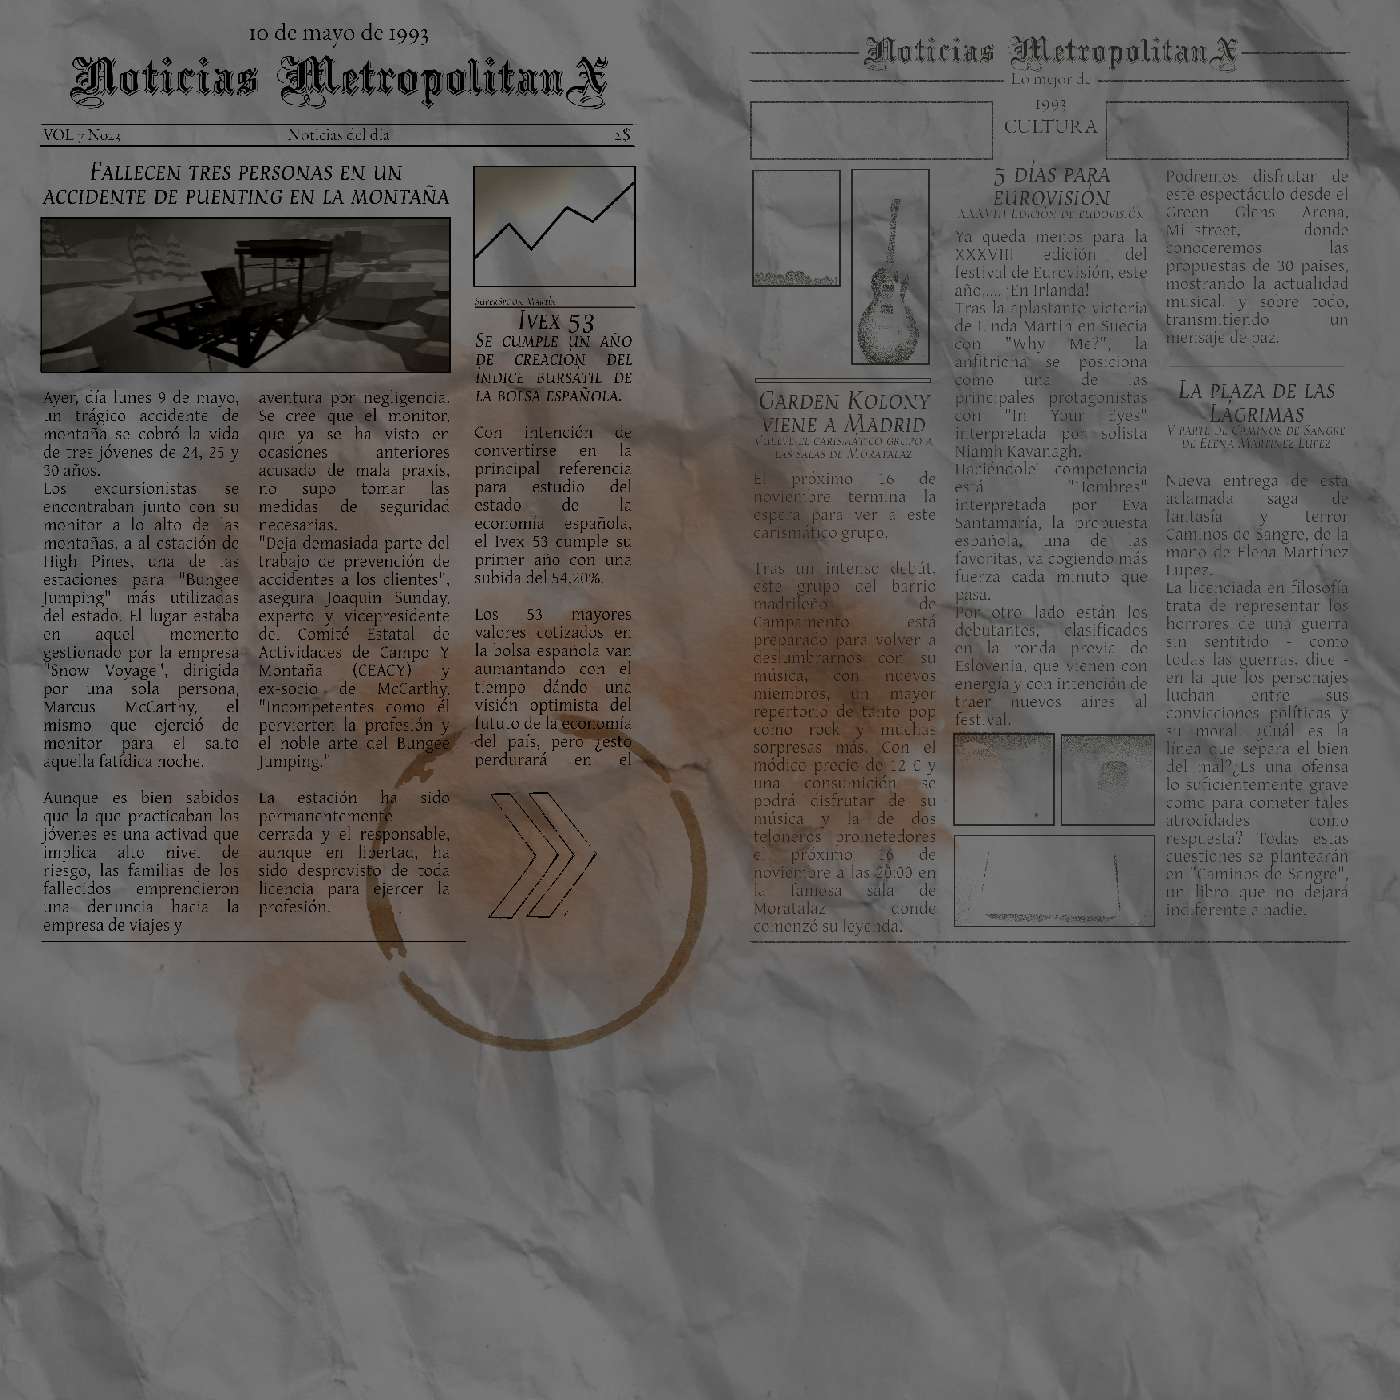 10 de mayo de 1993
Noticias MetropolitanX
VOL 7 No23 Noticias del día 2$
FALLECEN TRES PERSONAS EN UN
ACCIDENTE DE PUENTING EN LA MONTAÑA
Ayer, día lunes 9 de mayo,
un trágico accidente de
montaña se cobró la vida
de tres jóvenes de 24, 25 y
30 años.
Los excursionistas se
encontraban junto con su
monitor a lo alto de las
montañas, a al estación de
High Pines, una de las
estaciones para "Bungee
Jumping" más utilizadas
del estado. El lugar estaba
en aquel momento
gestionado por la empresa
"Snow Voyage", dirigida
por una sola persona,
Marcus McCarthy, el
mismo que ejerció de
monitor para el salto
aquella fatídica noche.
Aunque es bien sabidos
que la que practicaban los
jóvenes es una activad que
implica alto nivel de
riesgo, las familias de los
fallecidos emprendieron
una denuncia hacia la
empresa de viajes y
aventura por negligencia.
Se cree que el monitor,
que ya se ha visto en
ocasiones anteriores
acusado de mala praxis,
no supo tomar las
medidas de seguridad
necesarias.
"Deja demasiada parte del
trabajo de prevención de
accidentes a los clientes",
asegura Joaquin Sunday,
experto y vicepresidente
del Comité Estatal de
Actividades de Campo Y
Montaña (CEACY) y
ex-socio de McCarthy,
"Incompetentes como él
pervierten la profesión y
el noble arte del Bungee
Jumping."
La estación ha sido
permanentemente
cerrada y el responsable,
aunque en libertad, ha
sido desprovisto de toda
licencia para ejercer la
profesión.
IVEX 53
SE CUMPLE UN AÑO
DE CREACIÓN DEL
ÍNDICE BURSÁTIL DE
LA BOLSA ESPAÑOLA.
Con intención de
convertirse en la
principal referencia
para estudio del
estado de la
economía española,
el Ivex 53 cumple su
primer año con una
subida del 54,20%.
Los 53 mayores
valores cotizados en
la bolsa española van
aumantando con el
tiempo dándo una
visión optimista del
futuro de la economía
del país, pero ¿esto
perdurará en el
Noticias MetropolitanX
Lo mejor de
1993
CULTURA
GARDEN KOLONY
VIENE A MADRID
VUELVE EL CARISMÁTICO GRUPO A
LAS SALAS DE MORATALAZ
El próximo 16 de
noviembre termina la
espera para ver a este
carismático grupo.
Tras un intenso debút,
este grupo del barrio
madrileño de
Campamento está
preparado para volver a
deslumbrarnos con su
música, con nuevos
miembros, un mayor
repertorio de tanto pop
como rock y muchas
sorpresas más. Con el
módico precio de 12 € y
una consumición se
podrá disfrutar de su
música y la de dos
teloneros prometedores
el próximo 16 de
noviembre a las 20:00 en
la famosa sala de
Moratalaz donde
comenzó su leyenda.
5 DÍAS PARA
EUROVISIÓN
XXXVIII EDICIÓN DE EUROVISIÓN
Ya queda menos para la
XXXVIII edición del
festival de Eurovisión, este
año,.... ¡En Irlanda!
Tras la aplastante victoria
de Linda Martin en Suecia
con "Why Me?", la
anfitriona se posiciona
como una de las
principales protagonistas
con "In Your Eyes"
interpretada por solista
Niamh Kavanagh.
Haciéndole competencia
está "Hombres"
interpretada por Eva
Santamaría, la propuesta
española, una de las
favoritas, va cogiendo más
fuerza cada minuto que
pasa.
Por otro lado están los
debutantes, clasificados
en la ronda previa de
Eslovenia, que vienen con
energía y con intención de
traer nuevos aires al
festival.
Podremos disfrutar de
este espectáculo desde el
Green Glens Arena,
Mill street, donde
conoceremos las
propuestas de 30 países,
mostrando la actualidad
musical y sobre todo,
transmitiendo un
mensaje de paz.
LA PLAZA DE LAS
LÁGRIMAS
V PARTE DE CAMINOS DE SANGRE
DE ELENA MARTINEZ LUPEZ
Nueva entrega de esta
aclamada saga de
fantasía y terror
Caminos de Sangre, de la
mano de Elena Martínez
Lupez.
La licenciada en filosofía
trata de representar los
horrores de una guerra
sin sentido - como
todas las guerras, dice -
en la que los personajes
luchan entre sus
convicciones políticas y
su moral. ¿Cuál es la
línea que separa el bien
del mal?¿Es una ofensa
lo suficientemente grave
como para cometer tales
atrocidades como
respuesta? Todas estas
cuestiones se plantearán
en "Caminos de Sangre",
un libro que no dejará
indiferente a nadie.